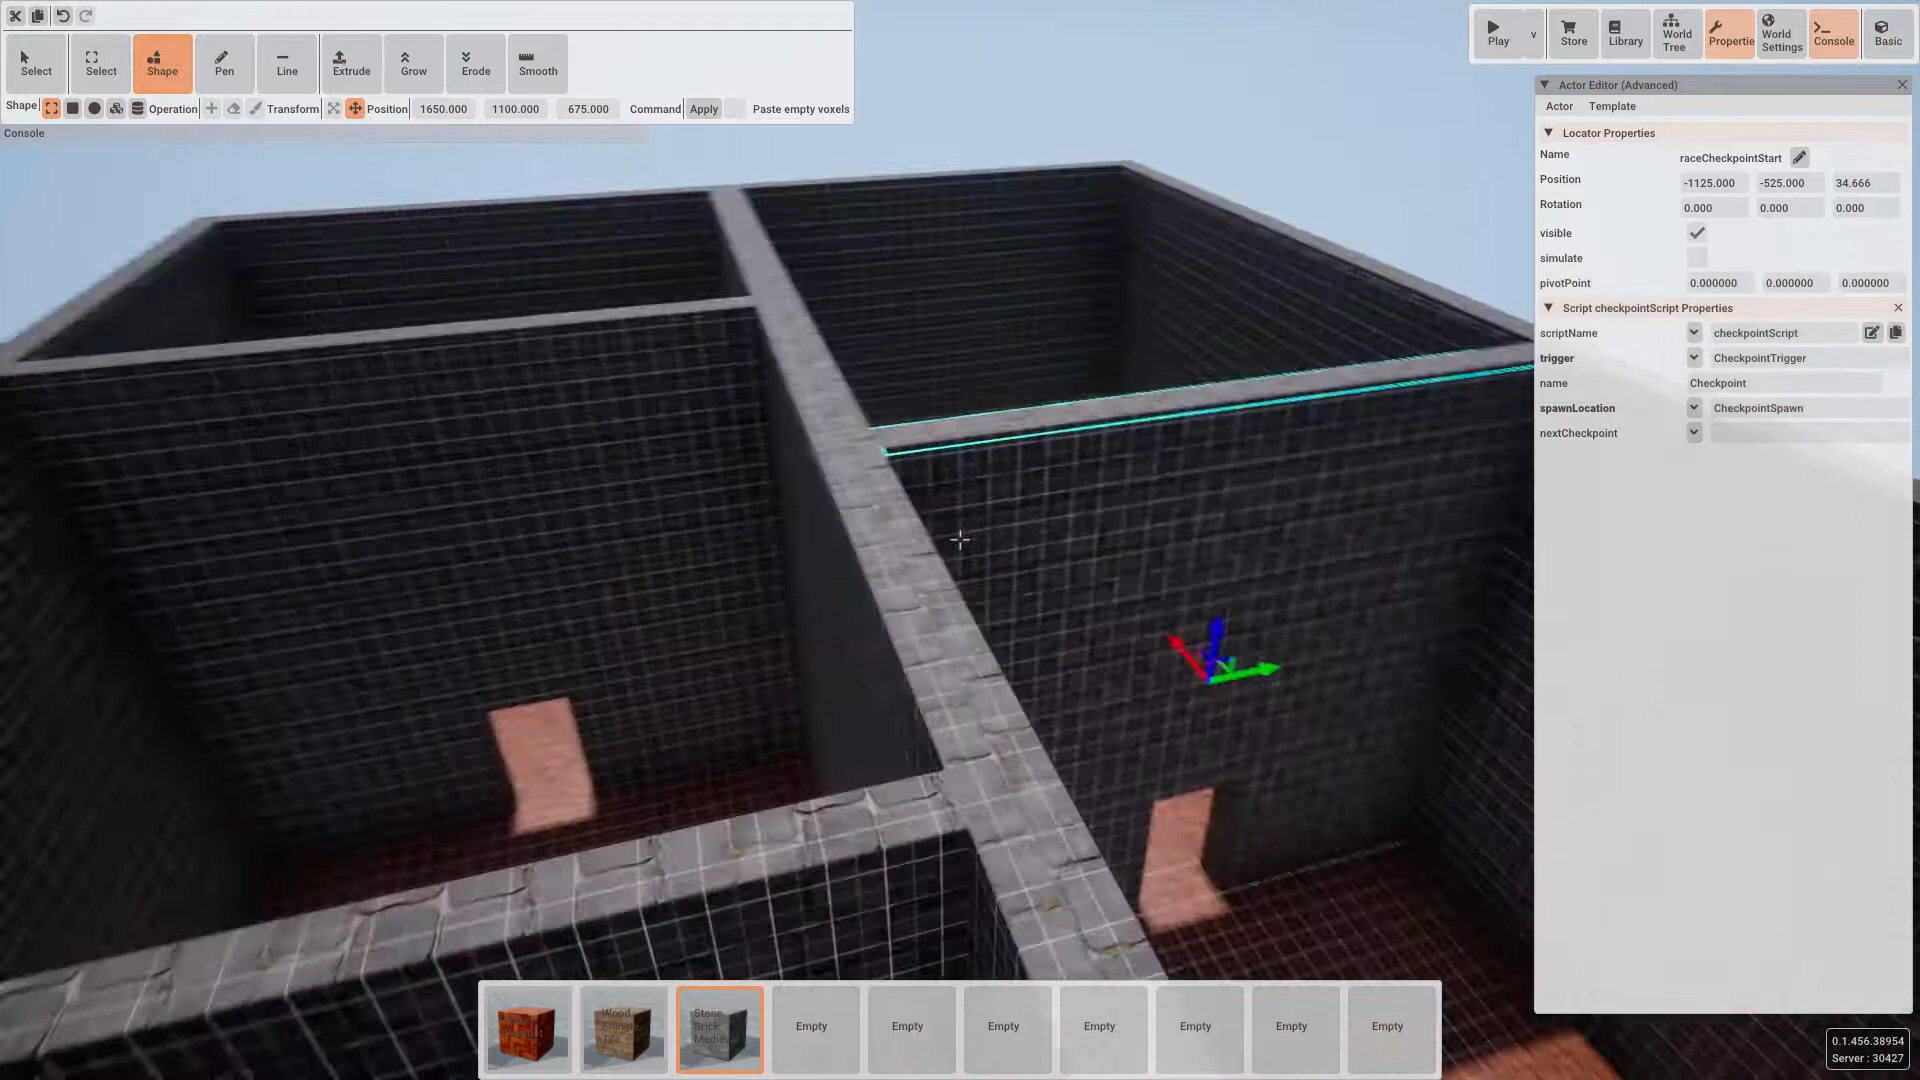 Select
Select
Shape
Pen
Line
Extrude
Grow
Erode
Smooth
Shape
Operation
Transform
Position
1650.000
1100.000
675.000
Command
Apply
Paste empty voxels
Console
Play
v
Store
Library
World
Tree
Propertie
World
Settings
Console
Basic
Actor Editor (Advanced)
Actor
Template
Locator Properties
Name
raceCheckpointStart
Position
-1125.000
-525.000
34.666
Rotation
0.000
0.000
0.000
visible
simulate
pivotPoint
0.000000
0.000000
0.000000
Script checkpointScript Properties
scriptName
checkpointScript
trigger
CheckpointTrigger
name
Checkpoint
spawnLocation
CheckpointSpawn
nextCheckpoint
Wood
Shingle
Tile
Stone
Brick
Medieval
Empty
Empty
Empty
Empty
Empty
Empty
Empty
0.1.456.38954
Server : 30427